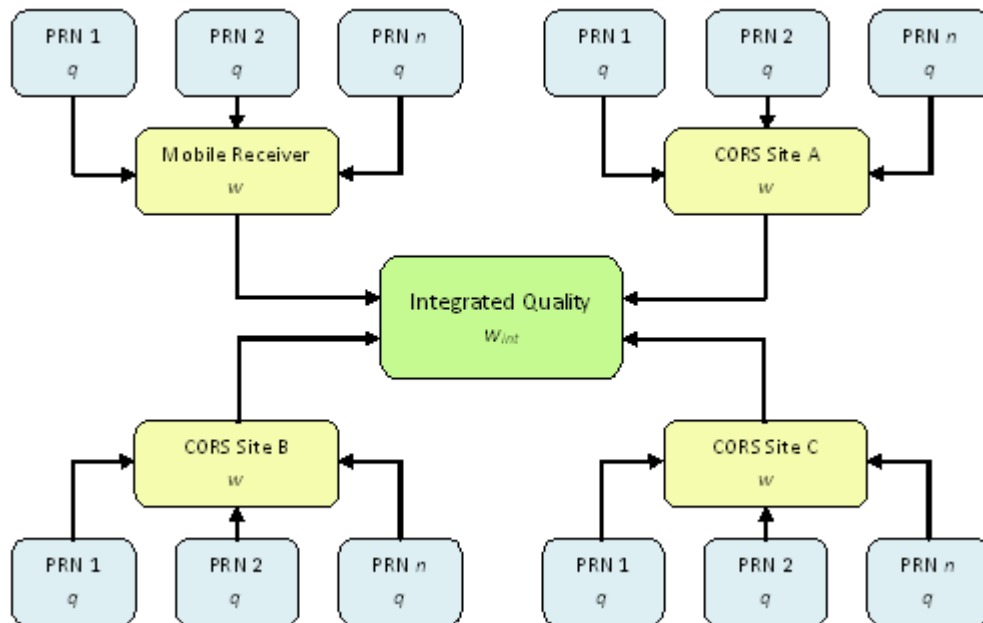 PRN 1
q
PRN 2
q
PRN n
q
PRN 1
q
PRN 2
q
PRN n
q
Mobile Receiver
w
CORS Site A
w
Integrated Quality
Wint
CORS Site B
w
CORS Site C
w
PRN 1
q
PRN 2
q
PRN n
q
PRN 1
q
PRN 2
q
PRN n
q